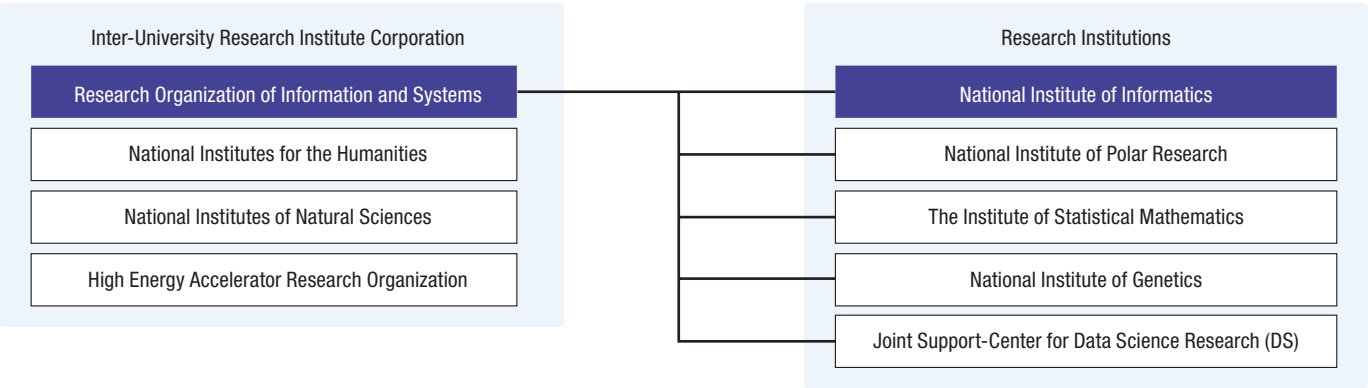 Inter-University Research Institute Corporation
Research Organization of Information and Systems
National Institutes for the Humanities
National Institutes of Natural Sciences
High Energy Accelerator Research Organization
Research Institutions
National Institute of Informatics
National Institute of Polar Research
The Institute of Statistical Mathematics
National Institute of Genetics
Joint Support-Center for Data Science Research (DS)